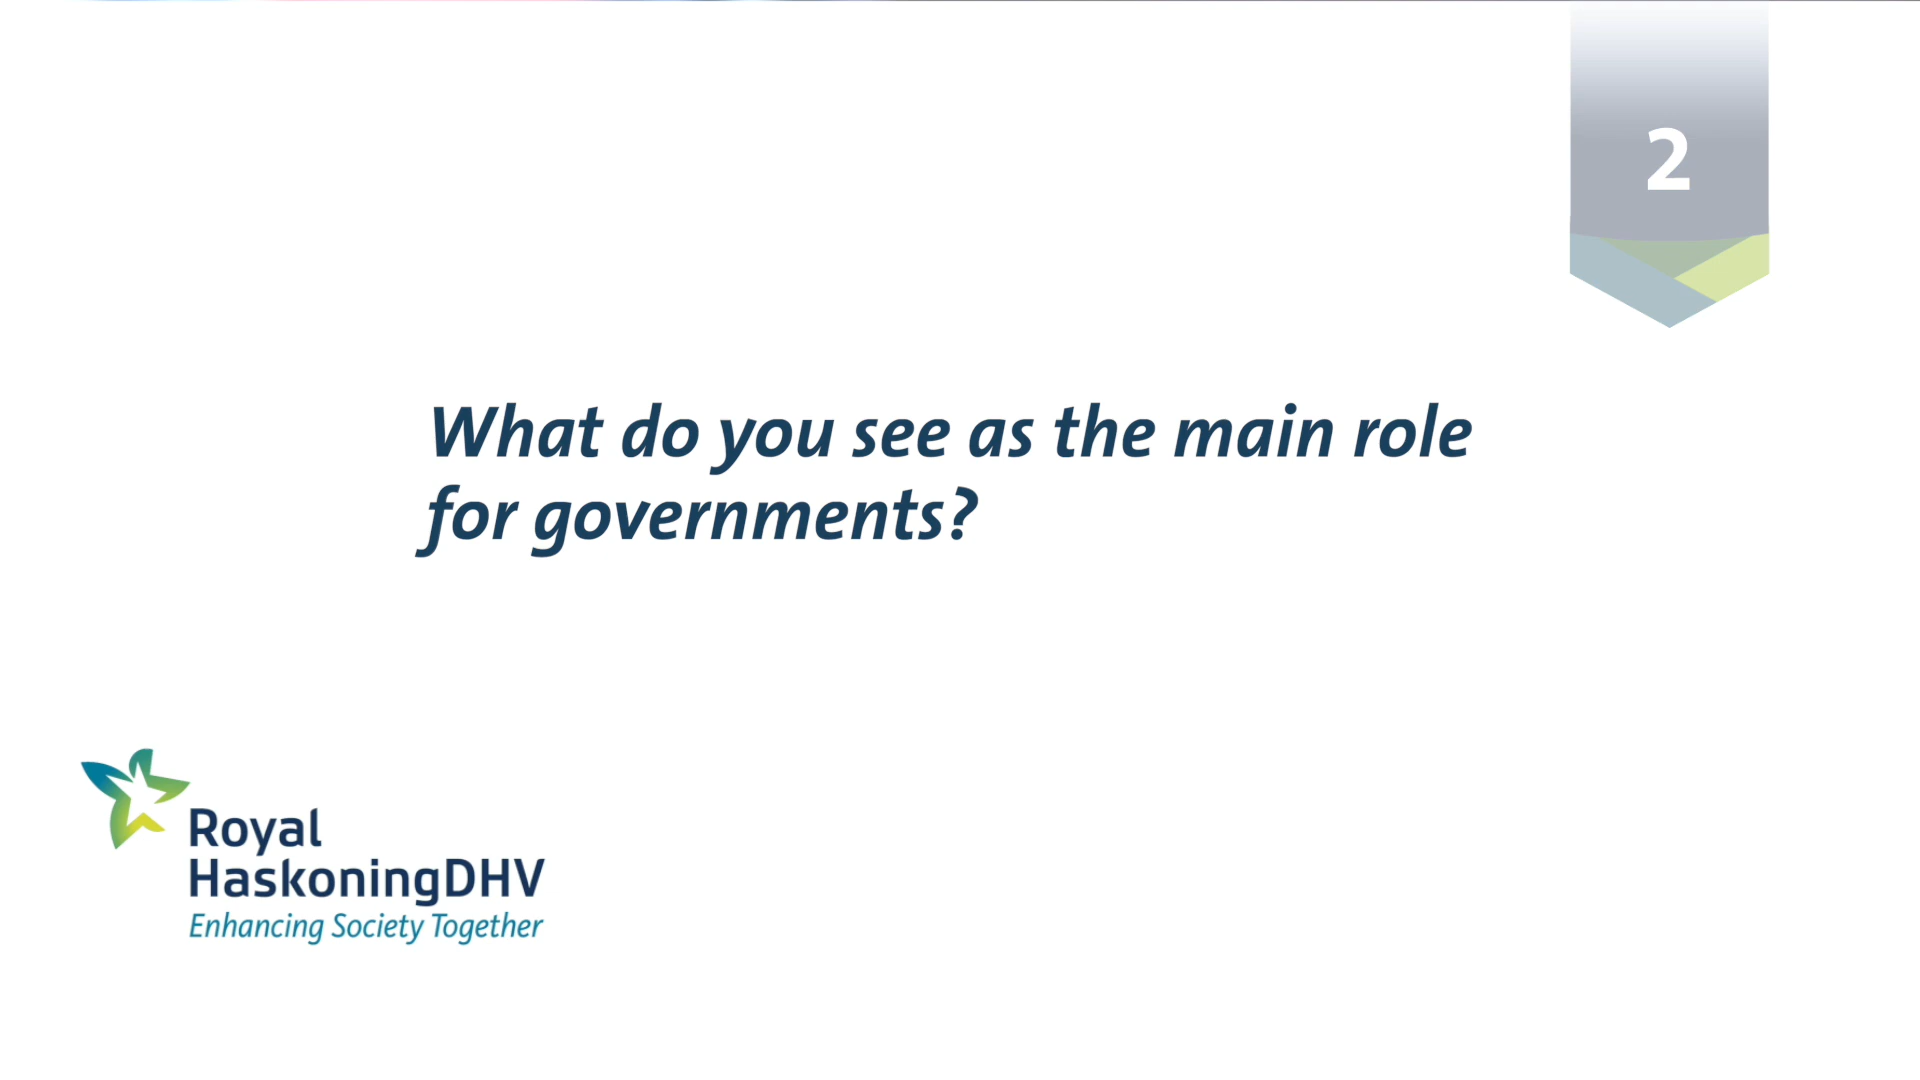 2
What do you see as the main role
for governments?
Royal
HaskoningDHV
Enhancing Society Together